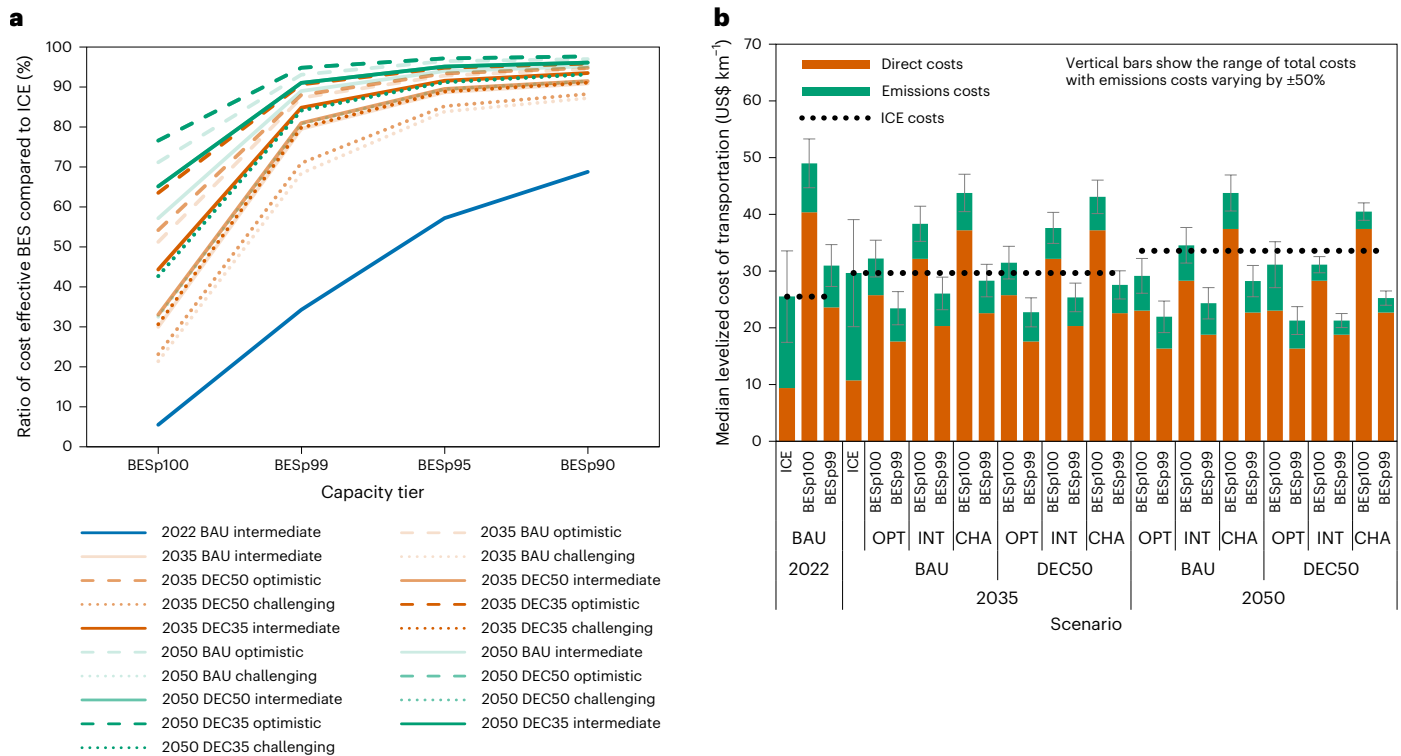 a
Ratio of cost effective BES compared to ICE (%)
100
90
80
70
60
50
40
30
20
10
0
BESp100 BESp99 BESp95 BESp90
Capacity tier
2022 BAU intermediate
2035 BAU intermediate
2035 DEC50 optimistic
2035 DEC50 challenging
2035 DEC35 intermediate
2050 BAU optimistic
2050 BAU challenging
2050 DEC50 intermediate
2050 DEC35 optimistic
2050 DEC35 challenging
2035 BAU optimistic
2035 BAU challenging
2035 DEC50 intermediate
2035 DEC35 optimistic
2035 DEC35 challenging
2050 BAU intermediate
2050 DEC50 optimistic
2050 DEC50 challenging
2050 DEC35 intermediate
b
Median levelized cost of transportation (US$ km⁻¹)
70
60
50
40
30
20
10
0
Direct costs
Emissions costs
ICE costs
Vertical bars show the range of total costs
with emissions costs varying by ±50%
ICE BESp100 BESp99 ICE BESp100 BESp99 BESp100 BESp99 BESp100 BESp99 BESp100 BESp99 BESp100 BESp99 BESp100 BESp99 BESp100 BESp99 BESp100 BESp99 BESp100 BESp99 BESp100 BESp99 BESp100 BESp99 BESp100 BESp99
BAU OPT INT CHA OPT INT CHA OPT INT CHA OPT INT CHA
2022 BAU DEC50 BAU DEC50
2035 2050
Scenario